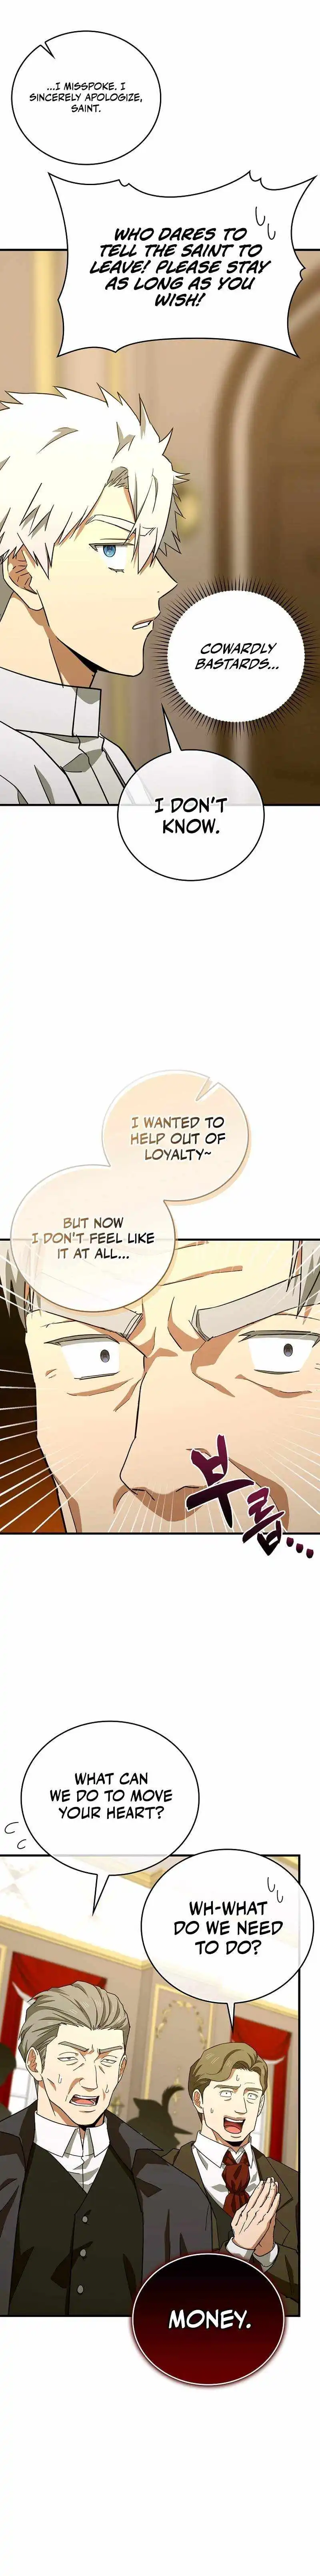 ...I MISSPOKE. I
SINCERELY APOLOGIZE,
SAINT.
WHO DARES TO
TELL THE SAINT TO
LEAVE! PLEASE STAY
AS LONG AS YOU
WISH!
COWARDLY
BASTARDS...
I DON'T
KNOW.
I WANTED TO
HELP OUT OF
LOYALTY~
BUT NOW
I DON'T FEEL LIKE
IT AT ALL...
부릅...
WHAT CAN
WE DO TO MOVE
YOUR HEART?
WH-WHAT
DO WE NEED
TO DO?
MONEY.